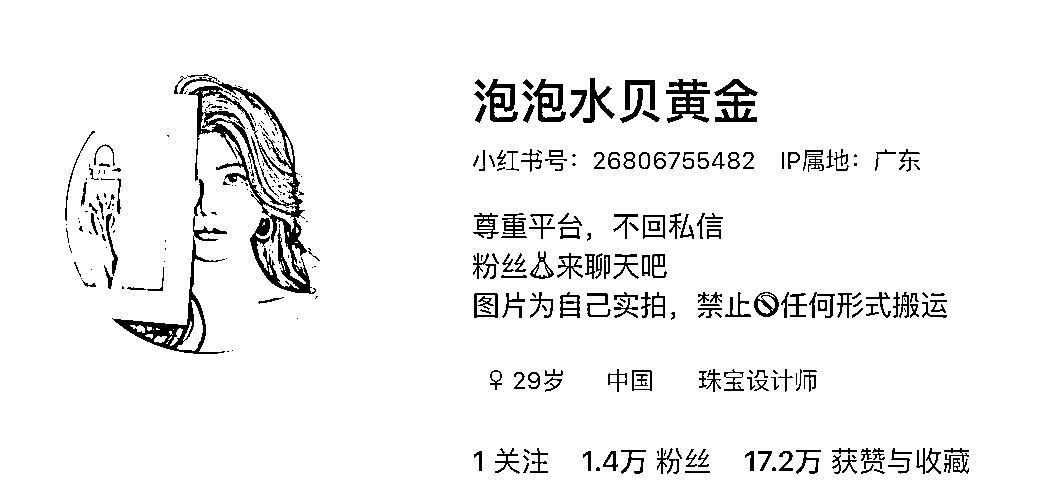 泡泡水贝黄金
小红书号：26806755482 IP属地：广东
尊重平台，不回私信
粉丝来聊天吧
图片为自己实拍，禁止🚫任何形式搬运
♀ 29岁 中国 珠宝设计师
1 关注 1.4万 粉丝 17.2万 获赞与收藏